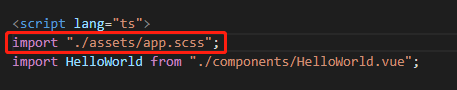 <script lang="ts">
import "./assets/app.scss";
import HelloWorld from "./components/HelloWorld.vue";